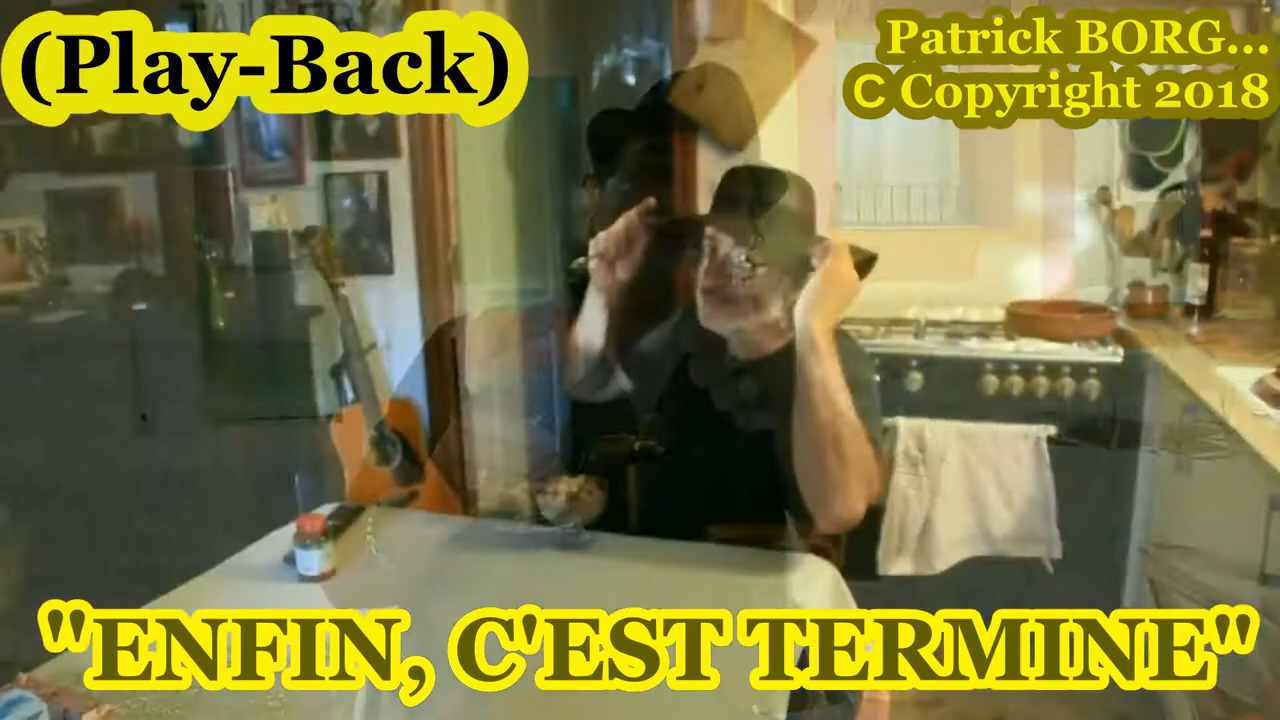 (Play-Back)
Patrick BORG...
© Copyright 2018
"ENFIN, C'EST TERMINE"